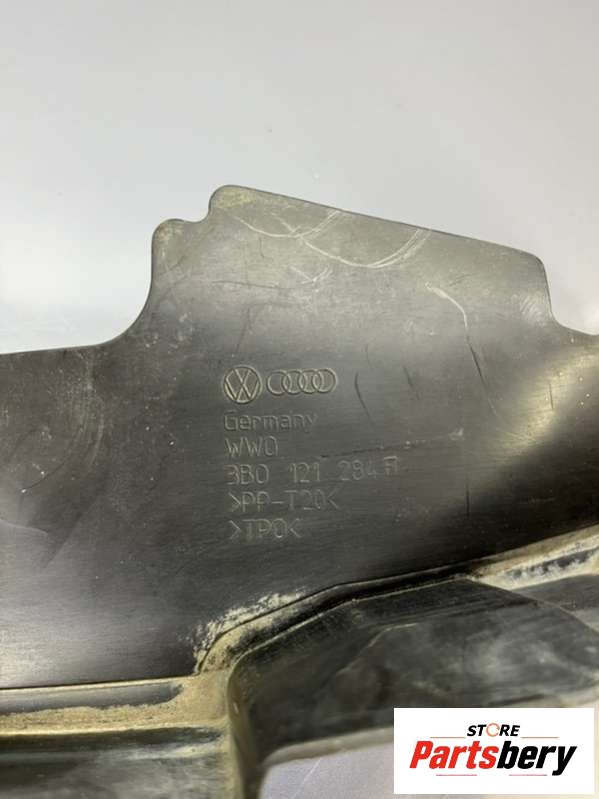 Germany
WWO
3B0 121 284
>PP-T20<
>TPO<
STORE
Partsbery